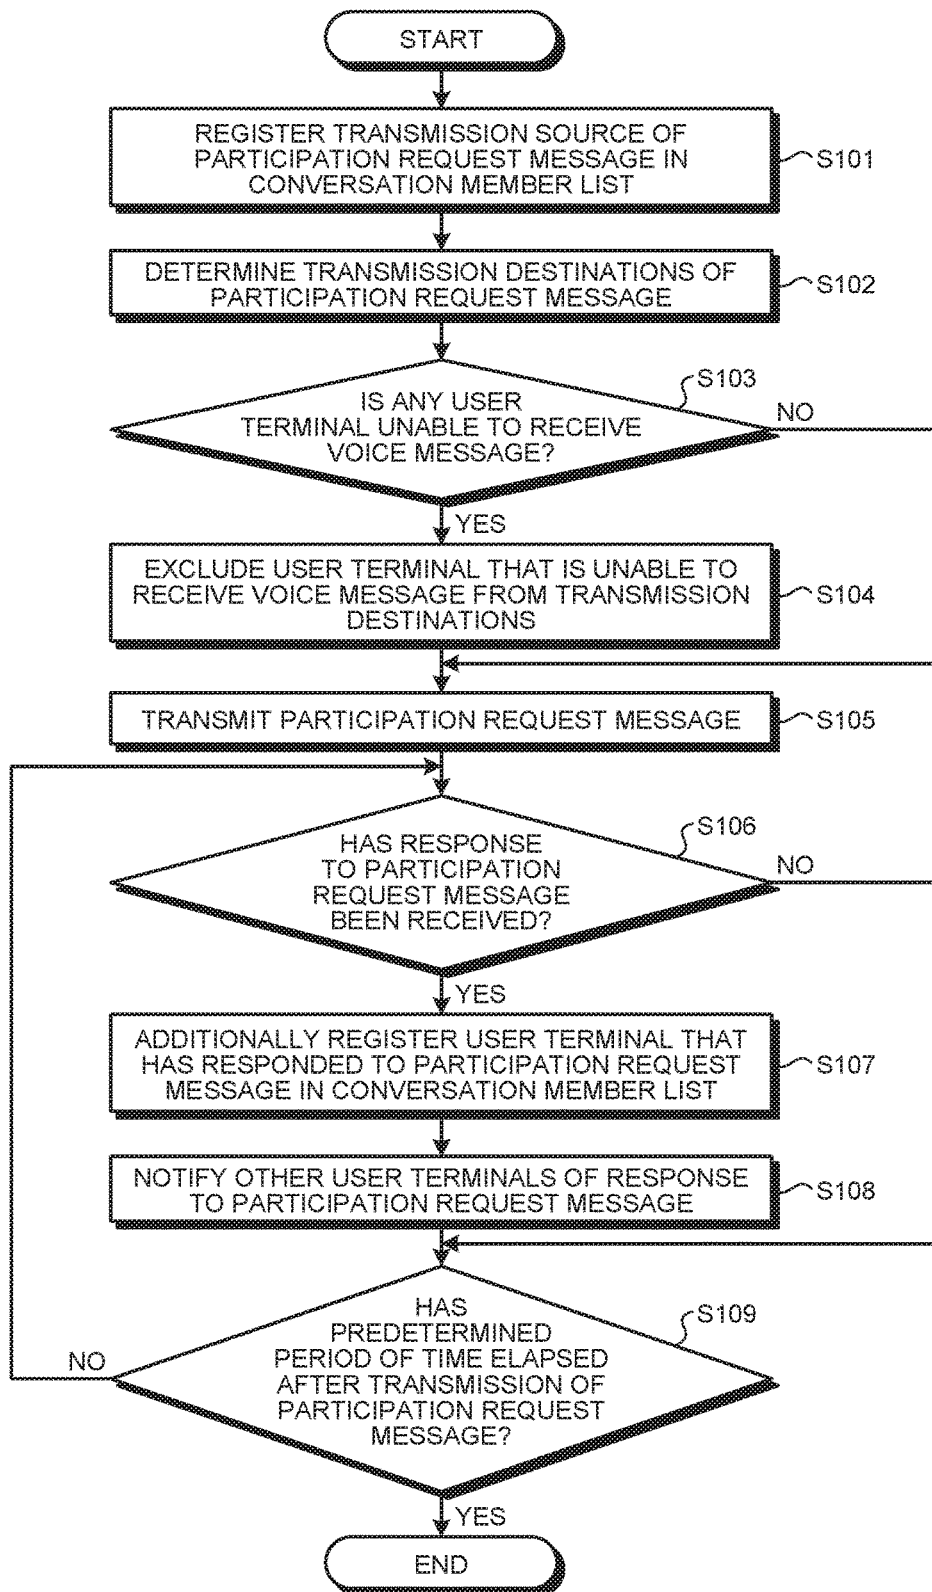 START
REGISTER TRANSMISSION SOURCE OF
PARTICIPATION REQUEST MESSAGE IN
CONVERSATION MEMBER LIST
S101
DETERMINE TRANSMISSION DESTINATIONS OF
PARTICIPATION REQUEST MESSAGE
S102
S103
IS ANY USER
TERMINAL UNABLE TO RECEIVE
VOICE MESSAGE?
NO
YES
EXCLUDE USER TERMINAL THAT IS UNABLE TO
RECEIVE VOICE MESSAGE FROM TRANSMISSION
DESTINATIONS
S104
TRANSMIT PARTICIPATION REQUEST MESSAGE
S105
S106
HAS RESPONSE
TO PARTICIPATION
REQUEST MESSAGE
BEEN RECEIVED?
NO
YES
ADDITIONALLY REGISTER USER TERMINAL THAT
HAS RESPONDED TO PARTICIPATION REQUEST
MESSAGE IN CONVERSATION MEMBER LIST
S107
NOTIFY OTHER USER TERMINALS OF RESPONSE
TO PARTICIPATION REQUEST MESSAGE
S108
S109
HAS
PREDETERMINED
PERIOD OF TIME ELAPSED
AFTER TRANSMISSION OF
PARTICIPATION REQUEST
MESSAGE?
NO
YES
END